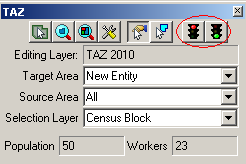 TAZ
Editing Layer: TAZ 2010
Target Area New Entity
Source Area All
Selection Layer Census Block
Population 50 Workers 23